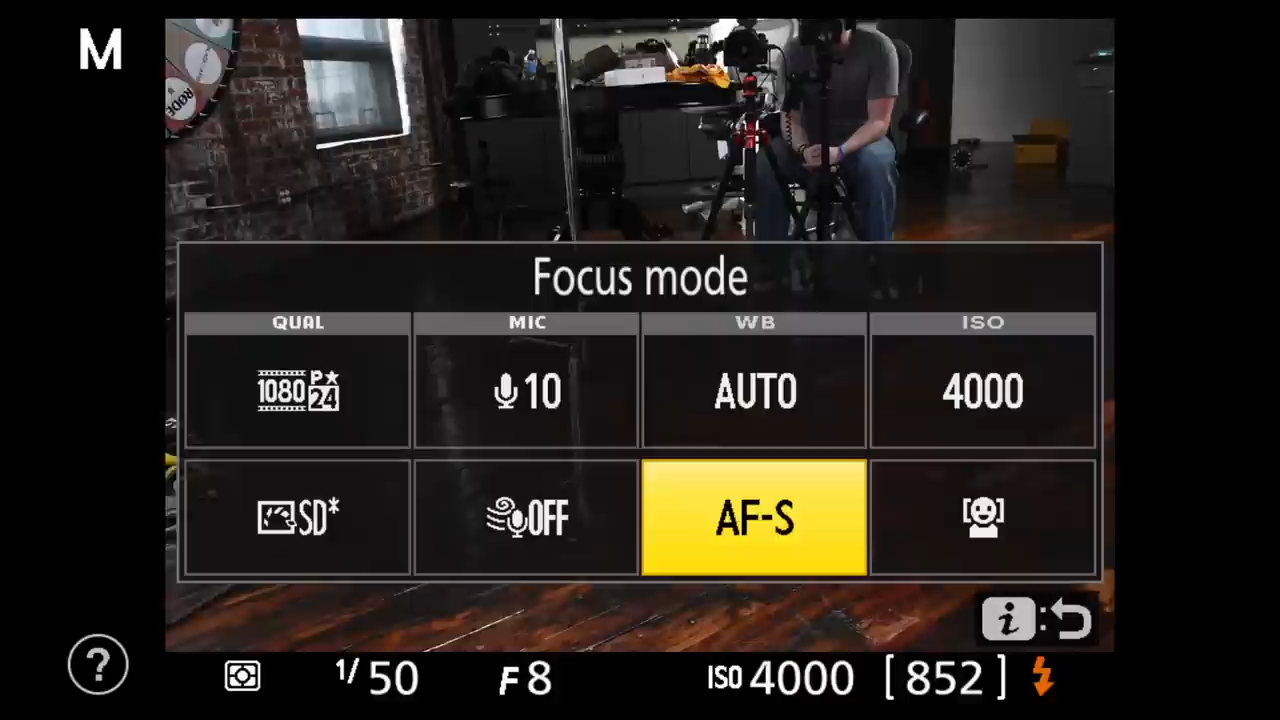 M
RØDE
Focus mode
QUAL MIC WB ISO
1080 P★ 24 10 AUTO 4000
SD* OFF AF-S
i
? 1/50 F8 ISO 4000 [852]